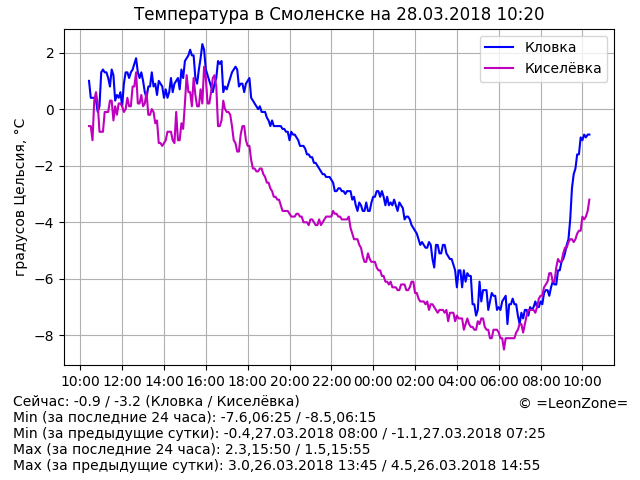 Температура в Смоленске на 28.03.2018 10:20
градусов Цельсия, °C
2
0
−2
−4
−6
−8
Кловка
Киселёвка
10:00 12:00 14:00 16:00 18:00 20:00 22:00 00:00 02:00 04:00 06:00 08:00 10:00
Сейчас: -0.9 / -3.2 (Кловка / Киселёвка)
© =LeonZone=
Min (за последние 24 часа): -7.6,06:25 / -8.5,06:15
Min (за предыдущие сутки): -0.4,27.03.2018 08:00 / -1.1,27.03.2018 07:25
Max (за последние 24 часа): 2.3,15:50 / 1.5,15:55
Max (за предыдущие сутки): 3.0,26.03.2018 13:45 / 4.5,26.03.2018 14:55